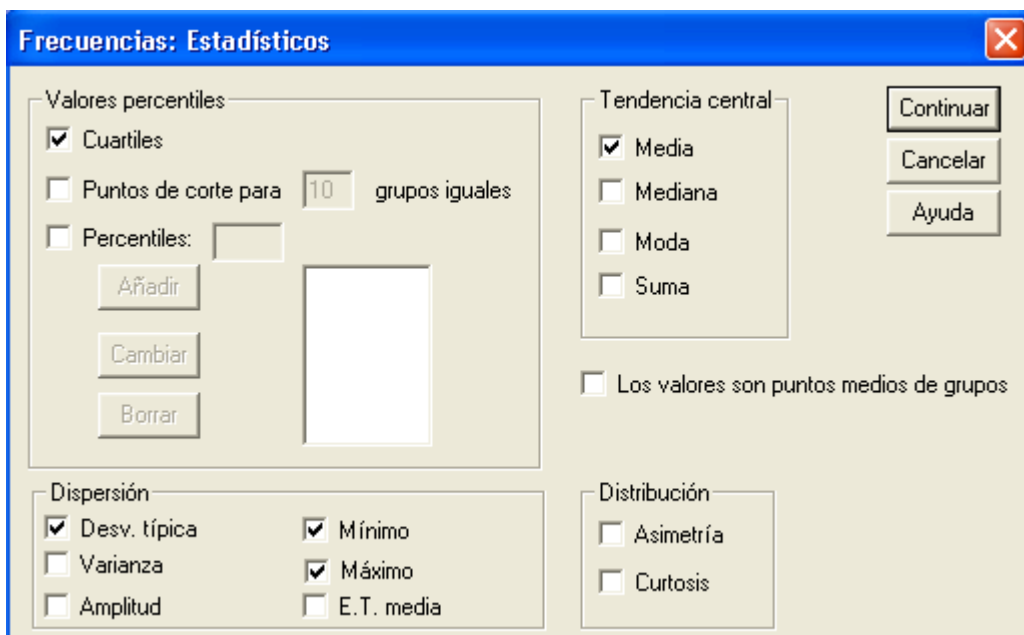 Frecuencias: Estadísticos
Valores percentiles
Cuartiles
Puntos de corte para 10 grupos iguales
Percentiles:
Añadir
Cambiar
Borrar
Tendencia central
Media
Mediana
Moda
Suma
Continuar
Cancelar
Ayuda
Los valores son puntos medios de grupos
Dispersión
Desv. típica
Mínimo
Varianza
Máximo
Amplitud
E.T. media
Distribución
Asimetría
Curtosis